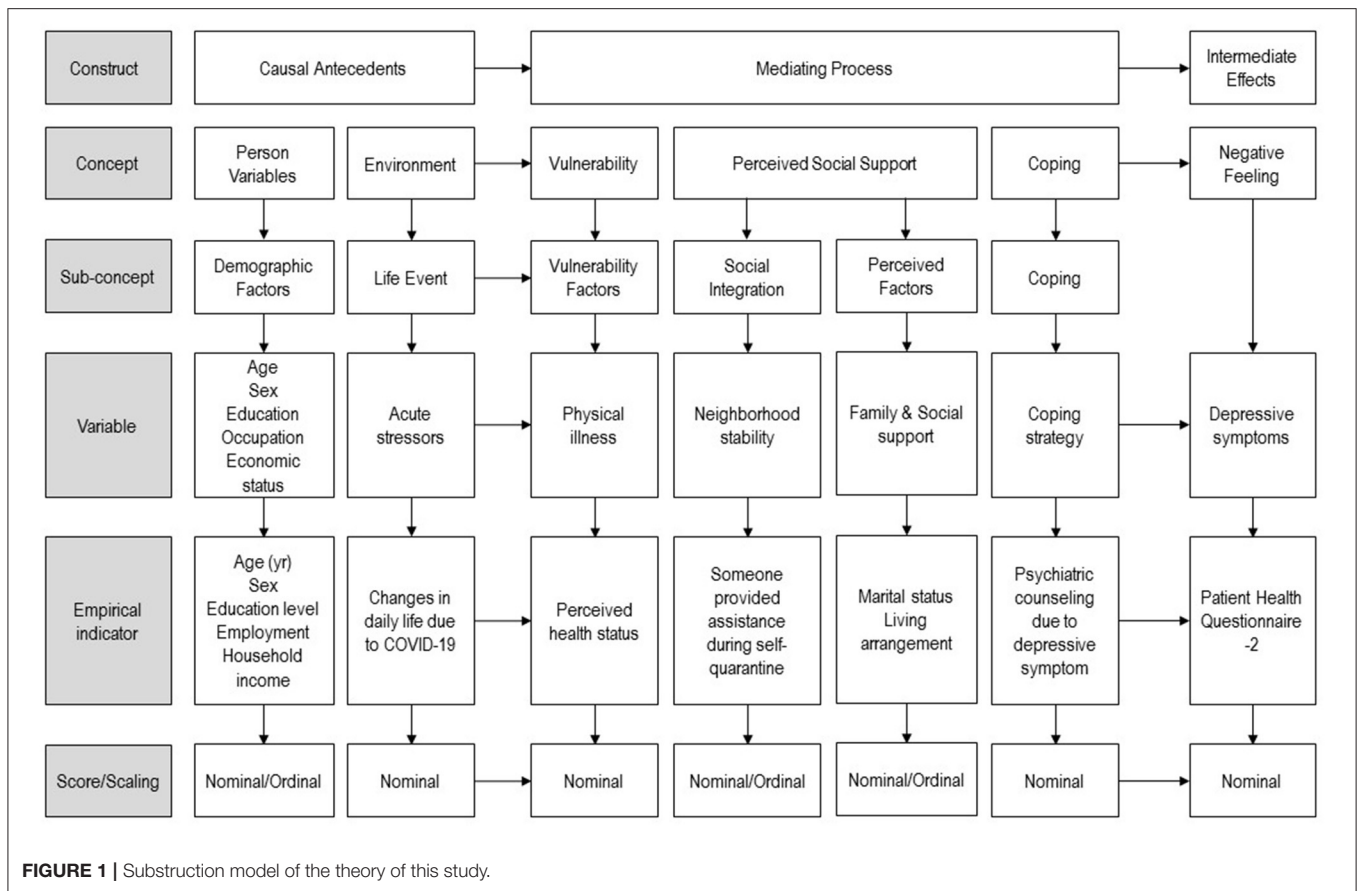 Construct
Causal Antecedents
Mediating Process
Intermediate
Effects
Concept
Person
Variables
Environment
Vulnerability
Perceived Social Support
Coping
Negative
Feeling
Sub-concept
Demographic
Factors
Life Event
Vulnerability
Factors
Social
Integration
Perceived
Factors
Coping
Variable
Age
Sex
Education
Occupation
Economic
status
Acute
stressors
Physical
illness
Neighborhood
stability
Family & Social
support
Coping
strategy
Depressive
symptoms
Empirical
indicator
Age (yr)
Sex
Education level
Employment
Household
income
Changes in
daily life due
to COVID-19
Perceived
health status
Someone
provided
assistance
during self-
quarantine
Marital status
Living
arrangement
Psychiatric
counseling
due to
depressive
symptom
Patient Health
Questionnaire
-2
Score/Scaling
Nominal/Ordinal
Nominal
Nominal
Nominal/Ordinal
Nominal/Ordinal
Nominal
Nominal
FIGURE 1 | Substruction model of the theory of this study.